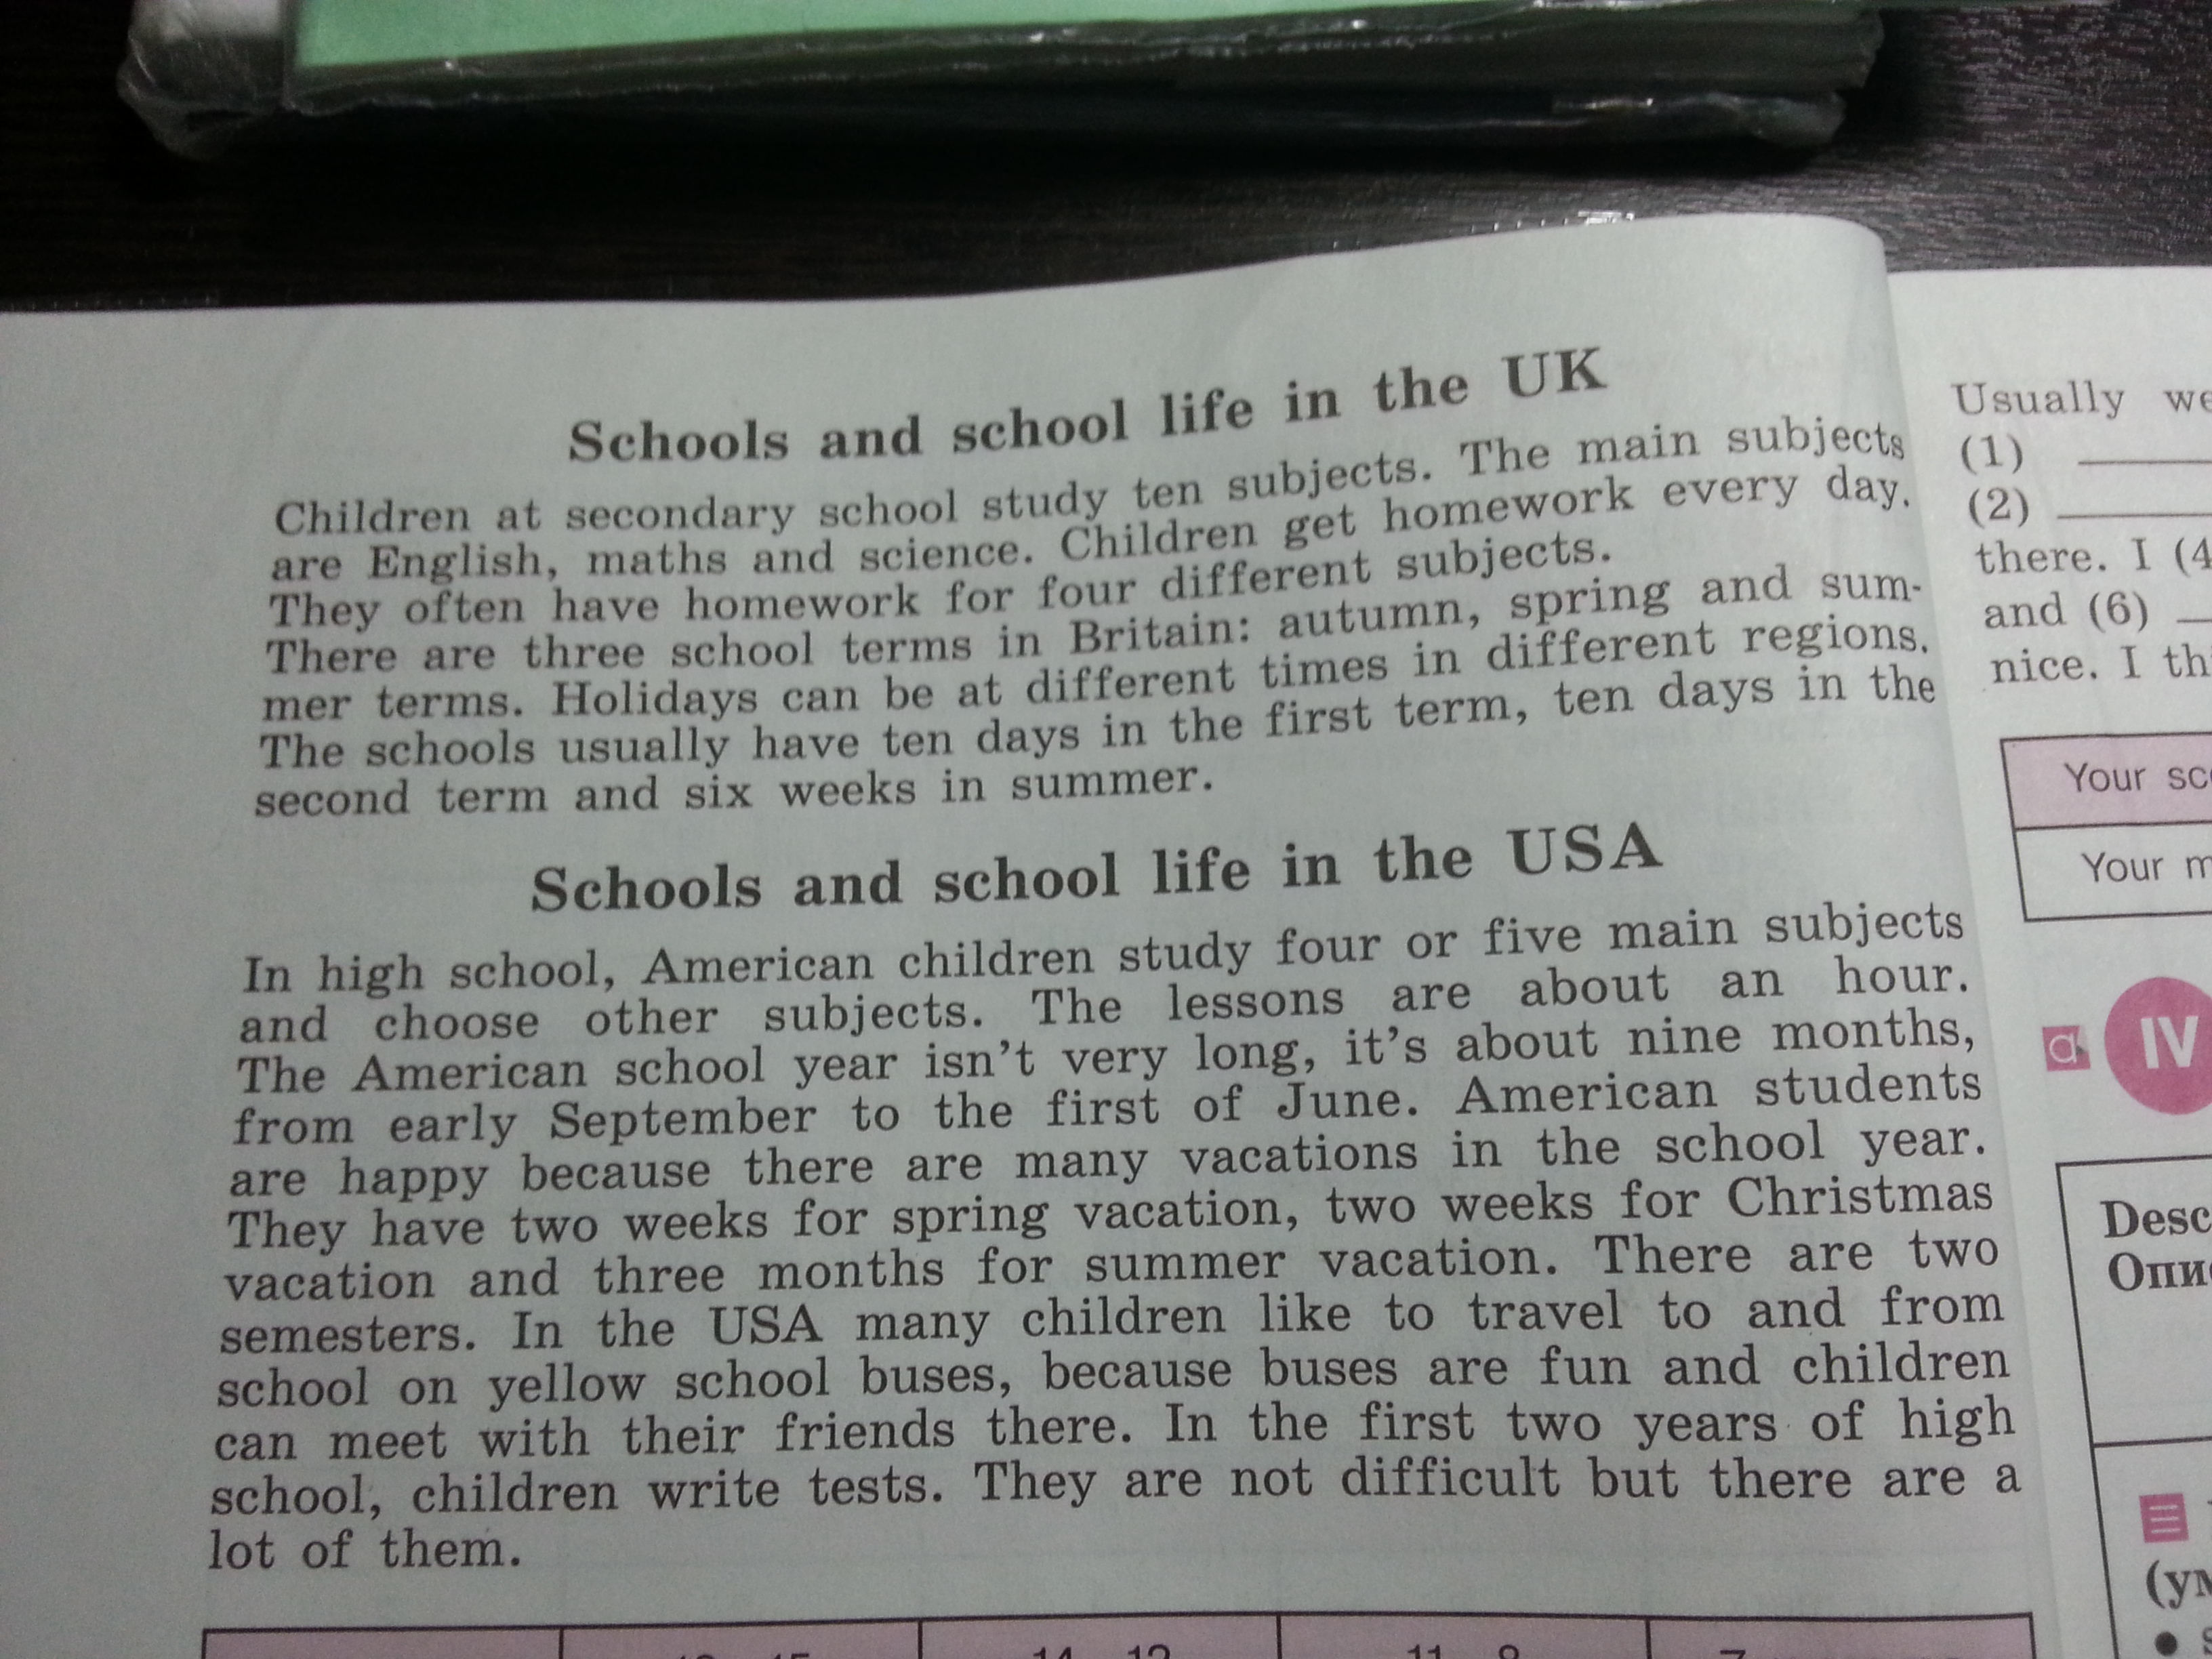 Schools and school life in the UK
Children at secondary school study ten subjects. The main subjects
are English, maths and science. Children get homework every day.
They often have homework for four different subjects.
There are three school terms in Britain: autumn, spring and sum-
mer terms. Holidays can be at different times in different regions.
The schools usually have ten days in the first term, ten days in the
second term and six weeks in summer.
Schools and school life in the USA
In high school, American children study four or five main subjects
and choose other subjects. The lessons are about an hour.
The American school year isn't very long, it's about nine months,
from early September to the first of June. American students
are happy because there are many vacations in the school year.
They have two weeks for spring vacation, two weeks for Christmas
vacation and three months for summer vacation. There are two
semesters. In the USA many children like to travel to and from
school on yellow school buses, because buses are fun and children
can meet with their friends there. In the first two years of high
school, children write tests. They are not difficult but there are a
lot of them.
14 12
11 8
7
Usually we
(1)
(2)
there. I (4
and (6)
nice. I th
Your sc
Your m
a IV
Desc
Опи
(ум